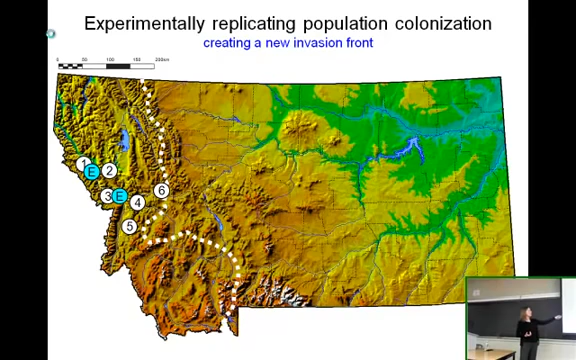 Experimentally replicating population colonization
creating a new invasion front
0 50 100 150 200km
1
E
2
3
E
4
6
5